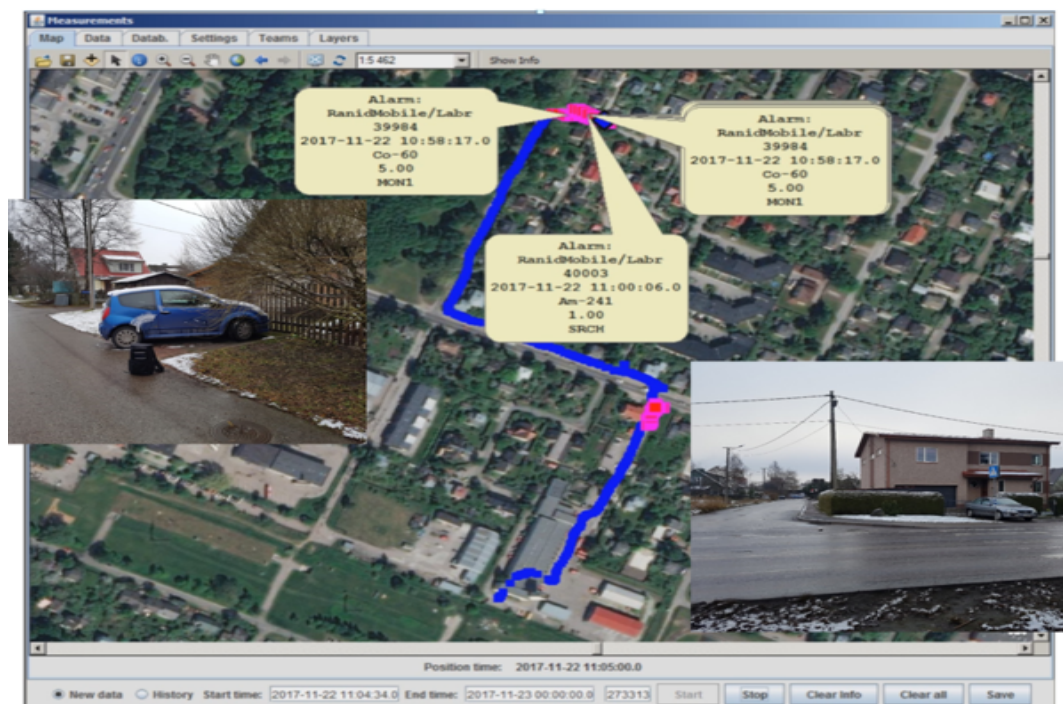 Measurements
Map Data Datab. Settings Teams Layers
1:5 462 Show Info
Alarm:
RanidMobile/Labr
39984
2017-11-22 10:58:17.0
Co-60
5.00
MON1
Alarm:
RanidMobile/Labr
39984
2017-11-22 10:58:17.0
Co-60
5.00
MON1
Alarm:
RanidMobile/Labr
40003
2017-11-22 11:00:06.0
Am-241
1.00
SRCH
Position time: 2017-11-22 11:05:00.0
New data History Start time: 2017-11-22 11:04:34.0 End time: 2017-11-23 00:00:00.0 273313 Start Stop Clear Info Clear all Save